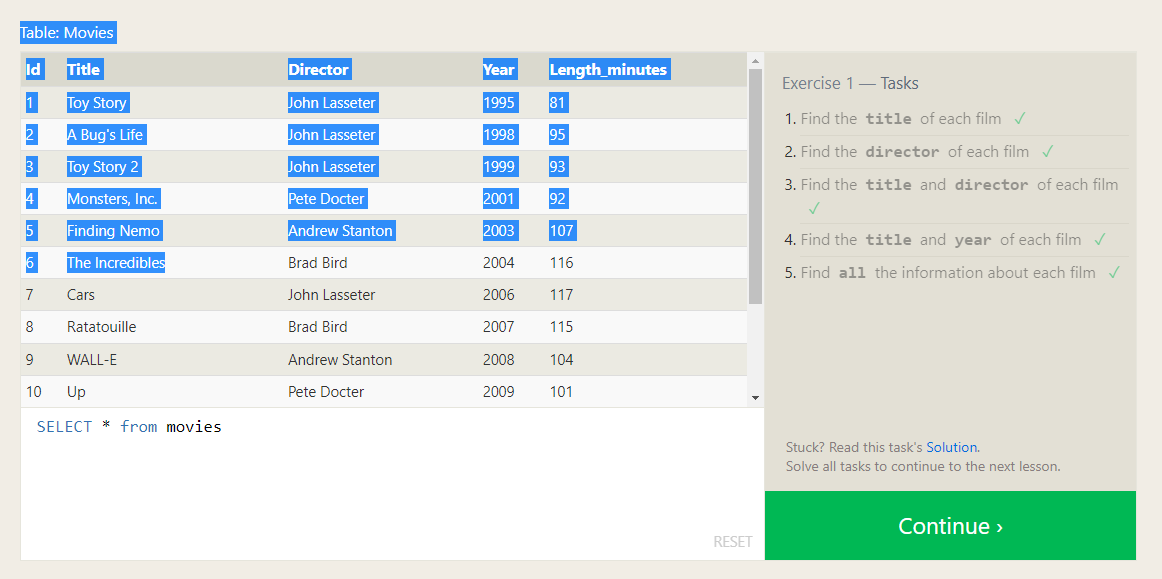 Table: Movies
Id Title Director Year Length_minutes
1 Toy Story John Lasseter 1995 81
2 A Bug's Life John Lasseter 1998 95
3 Toy Story 2 John Lasseter 1999 93
4 Monsters, Inc. Pete Docter 2001 92
5 Finding Nemo Andrew Stanton 2003 107
6 The Incredibles Brad Bird 2004 116
7 Cars John Lasseter 2006 117
8 Ratatouille Brad Bird 2007 115
9 WALL-E Andrew Stanton 2008 104
10 Up Pete Docter 2009 101
SELECT * from movies
RESET
Exercise 1 — Tasks
1. Find the title of each film ✓
2. Find the director of each film ✓
3. Find the title and director of each film
✓
4. Find the title and year of each film ✓
5. Find all the information about each film ✓
Stuck? Read this task's Solution.
Solve all tasks to continue to the next lesson.
Continue ›